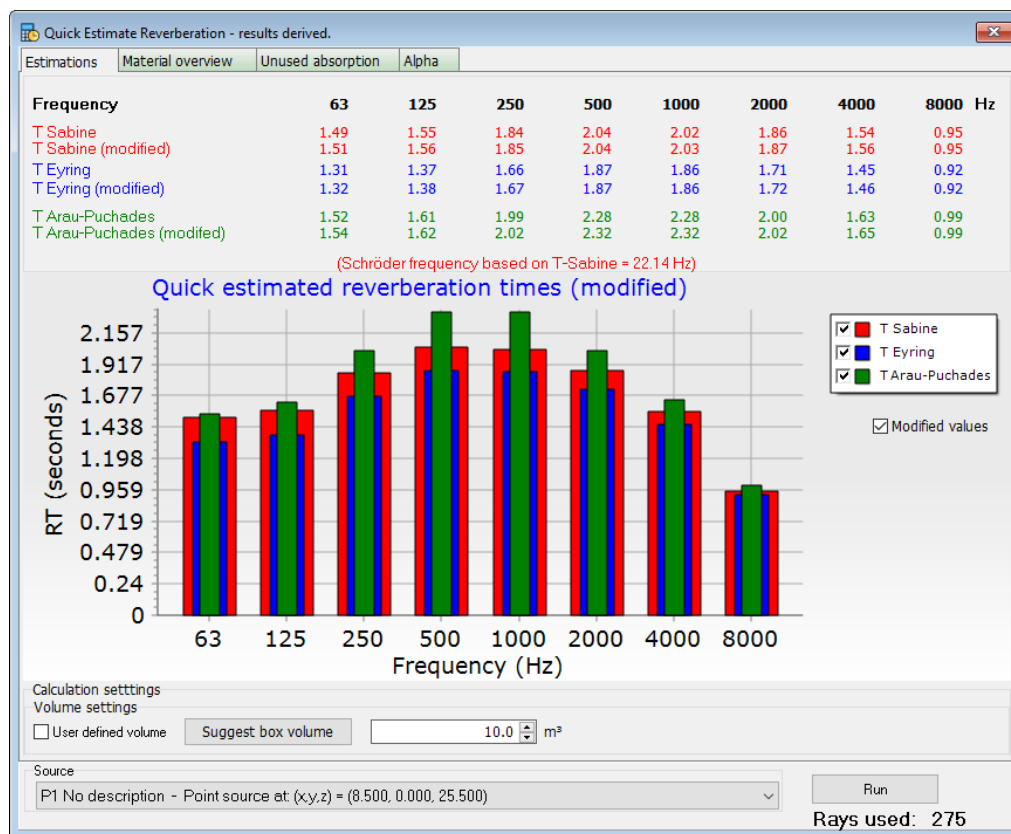 Quick Estimate Reverberation - results derived.
Estimations Material overview Unused absorption Alpha
Frequency 63 125 250 500 1000 2000 4000 8000 Hz
T Sabine 1.49 1.55 1.84 2.04 2.02 1.86 1.54 0.95
T Sabine (modified) 1.51 1.56 1.85 2.04 2.03 1.87 1.56 0.95
T Eyring 1.31 1.37 1.66 1.87 1.86 1.71 1.45 0.92
T Eyring (modified) 1.32 1.38 1.67 1.87 1.86 1.72 1.46 0.92
T Arau-Puchades 1.52 1.61 1.99 2.28 2.28 2.00 1.63 0.99
T Arau-Puchades (modifed) 1.54 1.62 2.02 2.32 2.32 2.02 1.65 0.99
(Schröder frequency based on T-Sabine = 22.14 Hz)
Quick estimated reverberation times (modified)
RT (seconds)
2.157
1.917
1.677
1.438
1.198
0.959
0.719
0.479
0.24
0
63 125 250 500 1000 2000 4000 8000
Frequency (Hz)
T Sabine
T Eyring
T Arau-Puchades
Modified values
Calculation setttings
Volume settings
User defined volume Suggest box volume 10.0 m³
Source
P1 No description - Point source at: (x,y,z) = (8.500, 0.000, 25.500)
Run
Rays used: 275